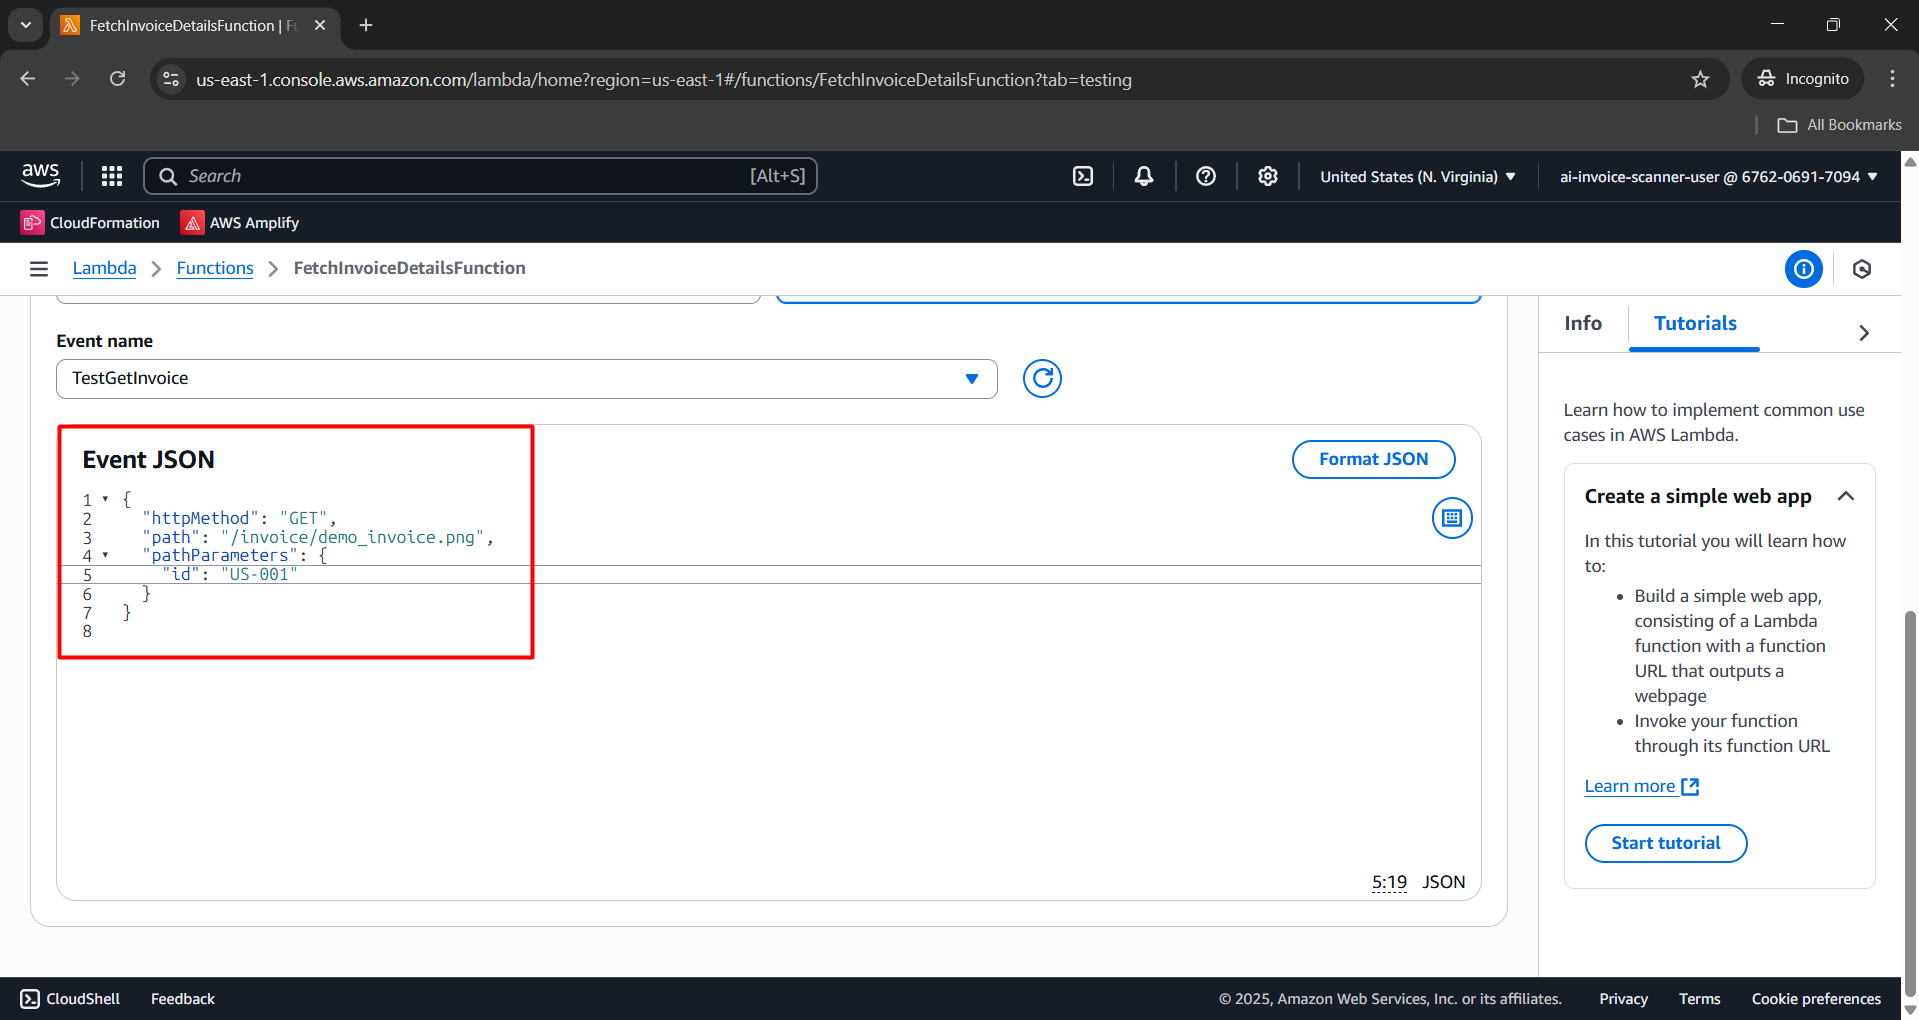 FetchInvoiceDetailsFunction | Fu
us-east-1.console.aws.amazon.com/lambda/home?region=us-east-1#/functions/FetchInvoiceDetailsFunction?tab=testing
Incognito
All Bookmarks
aws
Search
[Alt+S]
United States (N. Virginia)
ai-invoice-scanner-user @ 6762-0691-7094
CloudFormation
AWS Amplify
Lambda
Functions
FetchInvoiceDetailsFunction
Event name
TestGetInvoice
Event JSON
Format JSON
1 {
2 "httpMethod": "GET",
3 "path": "/invoice/demo_invoice.png",
4 "pathParameters": {
5 "id": "US-001"
6 }
7 }
8
5:19 JSON
Info
Tutorials
Learn how to implement common use
cases in AWS Lambda.
Create a simple web app
In this tutorial you will learn how
to:
• Build a simple web app,
consisting of a Lambda
function with a function
URL that outputs a
webpage
• Invoke your function
through its function URL
Learn more
Start tutorial
CloudShell
Feedback
© 2025, Amazon Web Services, Inc. or its affiliates.
Privacy
Terms
Cookie preferences